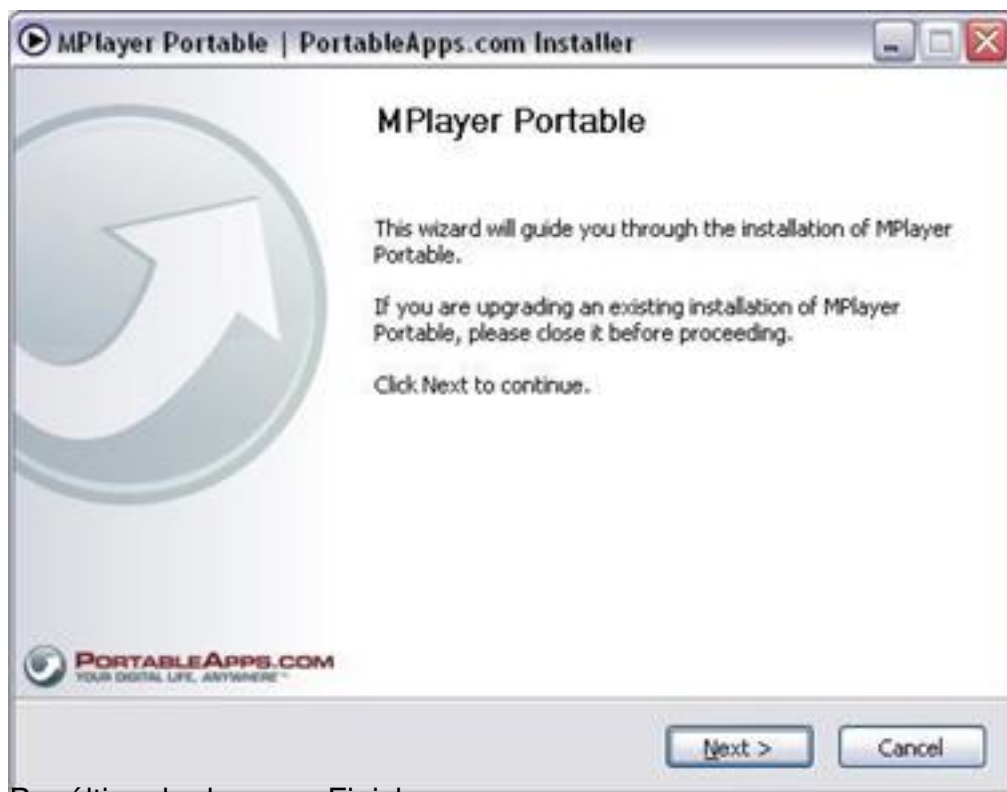 MPlayer Portable | PortableApps.com Installer
MPlayer Portable
This wizard will guide you through the installation of MPlayer
Portable.
If you are upgrading an existing installation of MPlayer
Portable, please close it before proceeding.
Click Next to continue.
PORTABLEAPPS.COM
YOUR DIGITAL LIFE, ANYWHERE™
Next >
Cancel